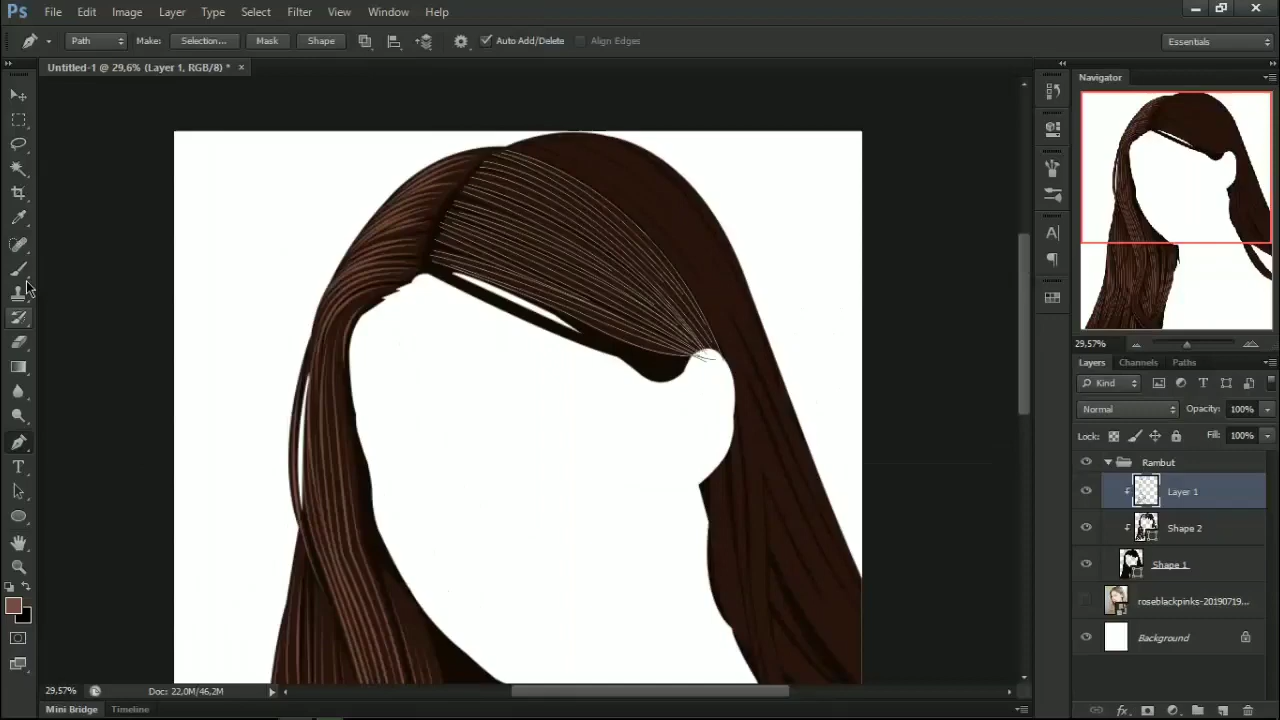 Ps File Edit Image Layer Type Select Filter View Window Help
Path Make: Selection... Mask Shape Auto Add/Delete Align Edges Essentials
Untitled-1 @ 29,6% (Layer 1, RGB/8) * ×
Navigator
29,57%
Layers Channels Paths
Kind
Normal Opacity: 100%
Lock: Fill: 100%
Rambut
Layer 1
Shape 2
Shape 1
roseblackpinks-20190719...
Background
29,57% Doc: 22,0M/46,2M
Mini Bridge Timeline